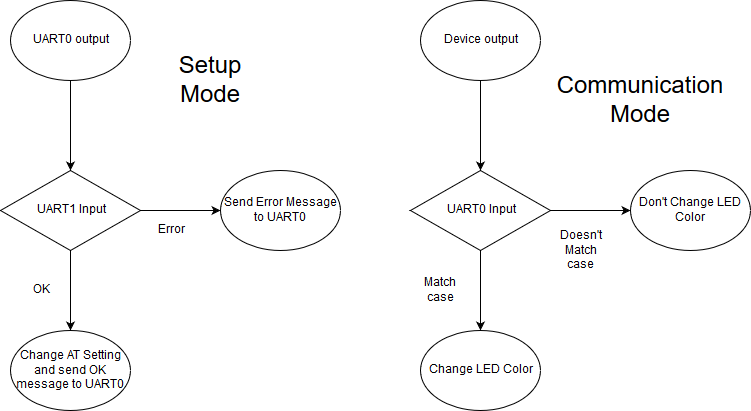 UART0 output
Setup
Mode
UART1 Input
Error
Send Error Message
to UART0
OK
Change AT Setting
and send OK
message to UART0
Device output
Communication
Mode
UART0 Input
Doesn't
Match
case
Don't Change LED
Color
Match
case
Change LED Color